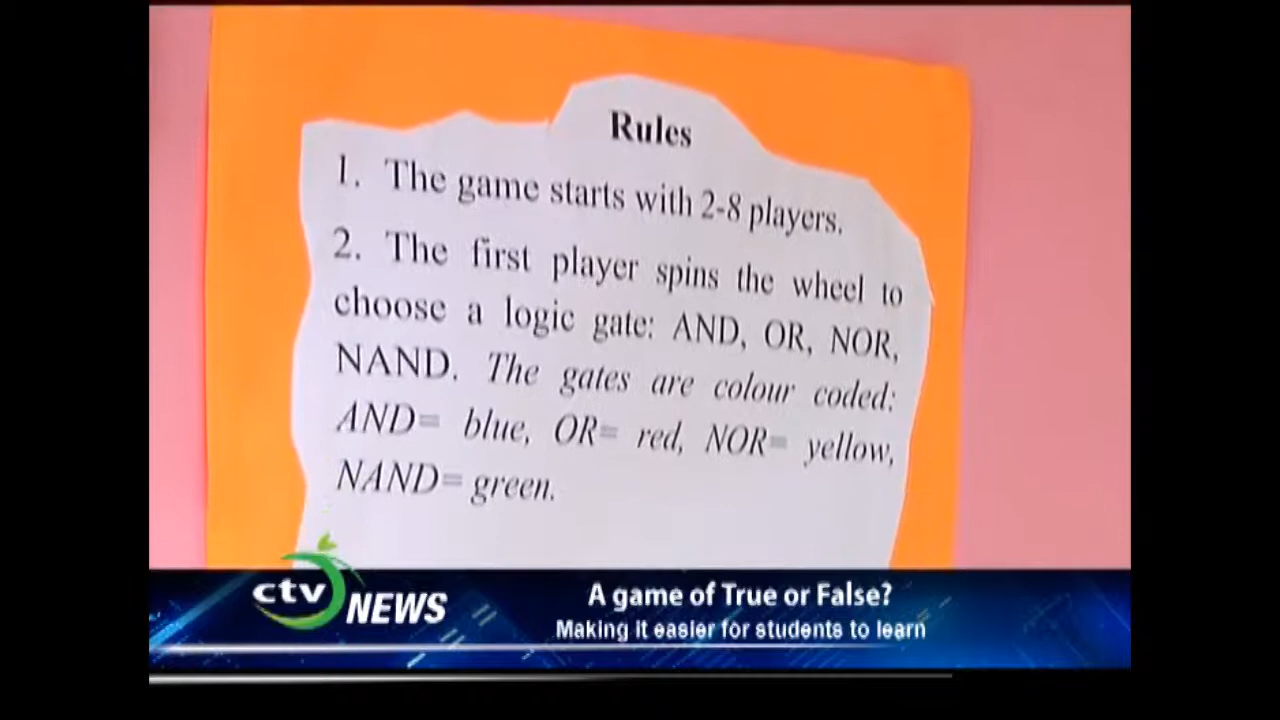 Rules
1. The game starts with 2-8 players.
2. The first player spins the wheel to
choose a logic gate: AND, OR, NOR,
NAND. The gates are colour coded:
AND= blue, OR= red, NOR= yellow,
NAND= green.
ctv NEWS
A game of True or False?
Making it easier for students to learn